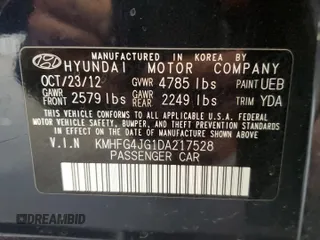 MANUFACTURED IN KOREA BY
HYUNDAI MOTOR COMPANY
OCT/23/12 GVWR 4785 lbs PAINT UEB
GAWR FRONT 2579 lbs GAWR REAR 2249 lbs TRIM YDA
THIS VEHICLE CONFORMS TO ALL APPLICABLE
FEDERAL MOTOR VEHICLE SAFETY, BUMPER, AND
THEFT PREVENTION STANDARDS IN EFFECT ON
THE DATE OF MANUFACTURE SHOWN ABOVE.
V.I.N KMHFG4JG1DA217528
PASSENGER CAR
DREAMBID